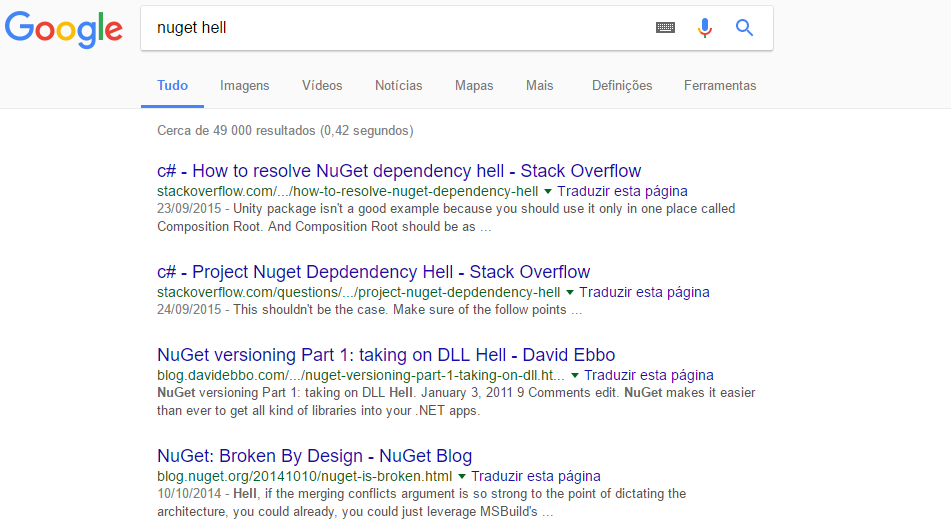 Google
nuget hell
Tudo Imagens Vídeos Notícias Mapas Mais Definições Ferramentas
Cerca de 49 000 resultados (0,42 segundos)
c# - How to resolve NuGet dependency hell - Stack Overflow
stackoverflow.com/.../how-to-resolve-nuget-dependency-hell ▼ Traduzir esta página
23/09/2015 - Unity package isn't a good example because you should use it only in one place called
Composition Root. And Composition Root should be as ...
c# - Project Nuget Depdendency Hell - Stack Overflow
stackoverflow.com/questions/.../project-nuget-depdendency-hell ▼ Traduzir esta página
24/09/2015 - This shouldn't be the case. Make sure of the follow points ...
NuGet versioning Part 1: taking on DLL Hell - David Ebbo
blog.davidebbo.com/.../nuget-versioning-part-1-taking-on-dll.ht... ▼ Traduzir esta página
NuGet versioning Part 1: taking on DLL Hell. January 3, 2011 9 Comments edit. NuGet makes it easier
than ever to get all kind of libraries into your .NET apps.
NuGet: Broken By Design - NuGet Blog
blog.nuget.org/20141010/nuget-is-broken.html ▼ Traduzir esta página
10/10/2014 - Hell, if the merging conflicts argument is so strong to the point of dictating the
architecture, you could already, you could just leverage MSBuild's ...